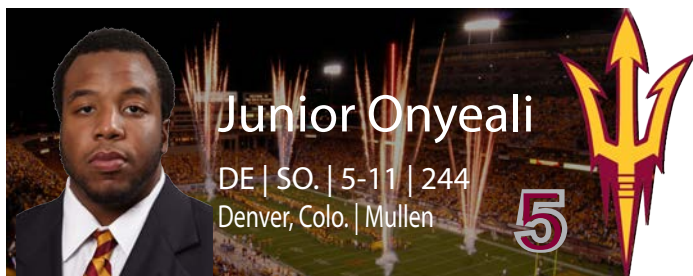 Junior Onyeali
DE | SO. | 5-11 | 244
Denver, Colo. | Mullen
5